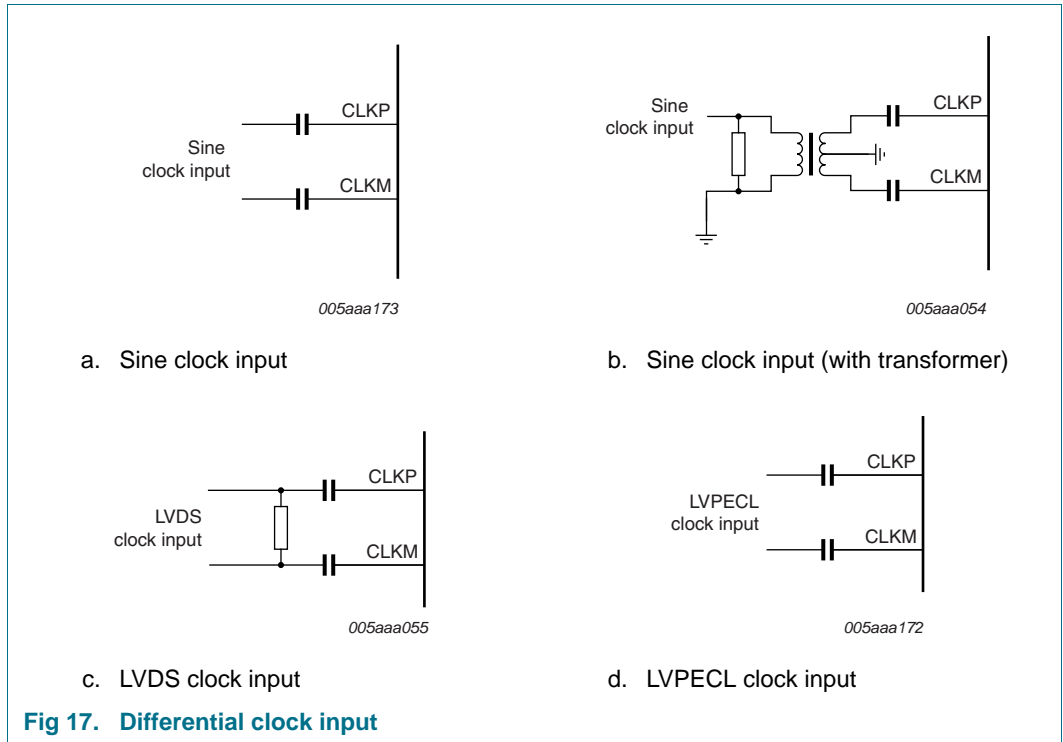 Sine
clock input
CLKP
CLKM
005aaa173
a. Sine clock input
Sine
clock input
CLKP
CLKM
005aaa054
b. Sine clock input (with transformer)
LVDS
clock input
CLKP
CLKM
005aaa055
c. LVDS clock input
LVPECL
clock input
CLKP
CLKM
005aaa172
d. LVPECL clock input
Fig 17. Differential clock input